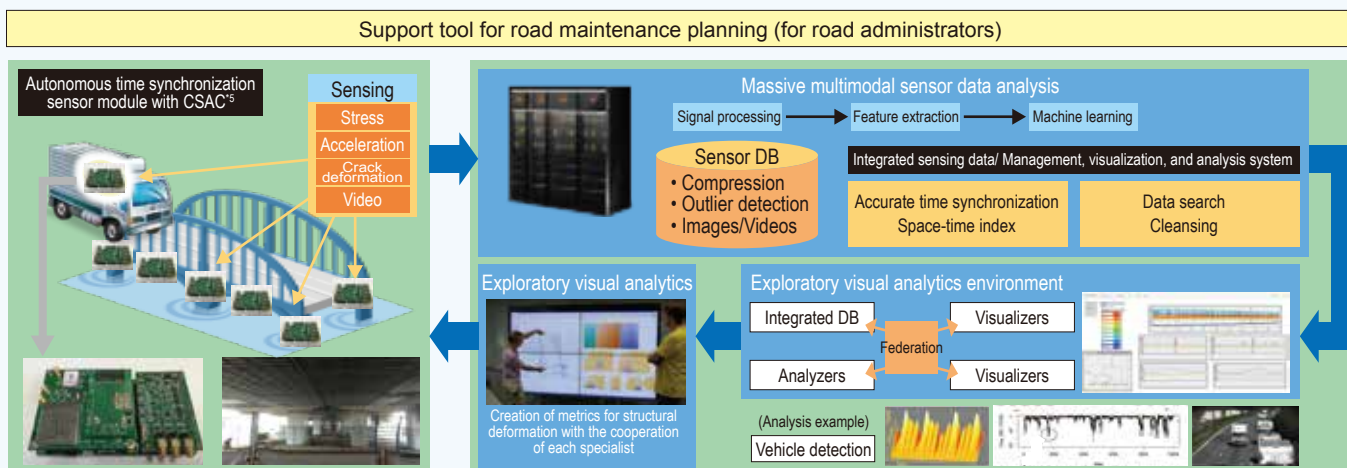 Support tool for road maintenance planning (for road administrators)
Autonomous time synchronization
sensor module with CSAC*5
Sensing
Stress
Acceleration
Crack
deformation
Video
Massive multimodal sensor data analysis
Signal processing
Feature extraction
Machine learning
Sensor DB
• Compression
• Outlier detection
• Images/Videos
Integrated sensing data/ Management, visualization, and analysis system
Accurate time synchronization
Space-time index
Data search
Cleansing
Exploratory visual analytics
Creation of metrics for structural
deformation with the cooperation
of each specialist
Exploratory visual analytics environment
Integrated DB
Visualizers
Federation
Analyzers
Visualizers
(Analysis example)
Vehicle detection